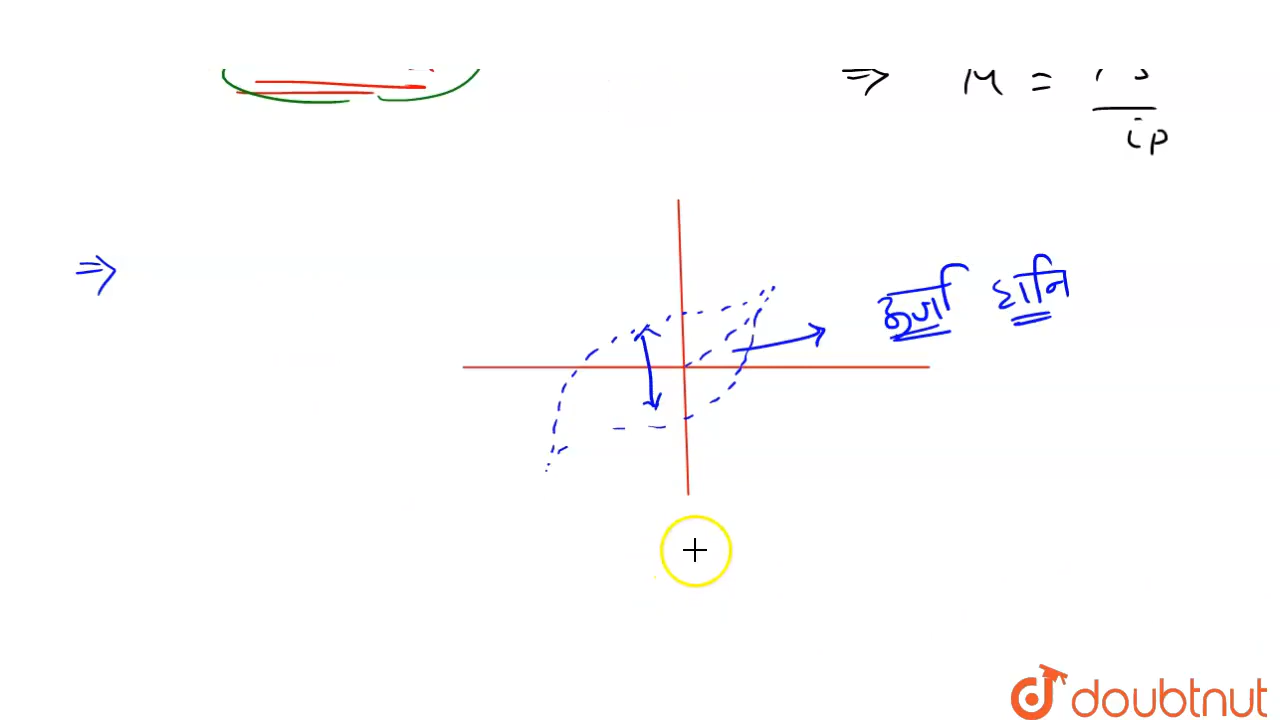 ⇒ M =
ip
⇒
ऊर्जा हानि
doubtnut